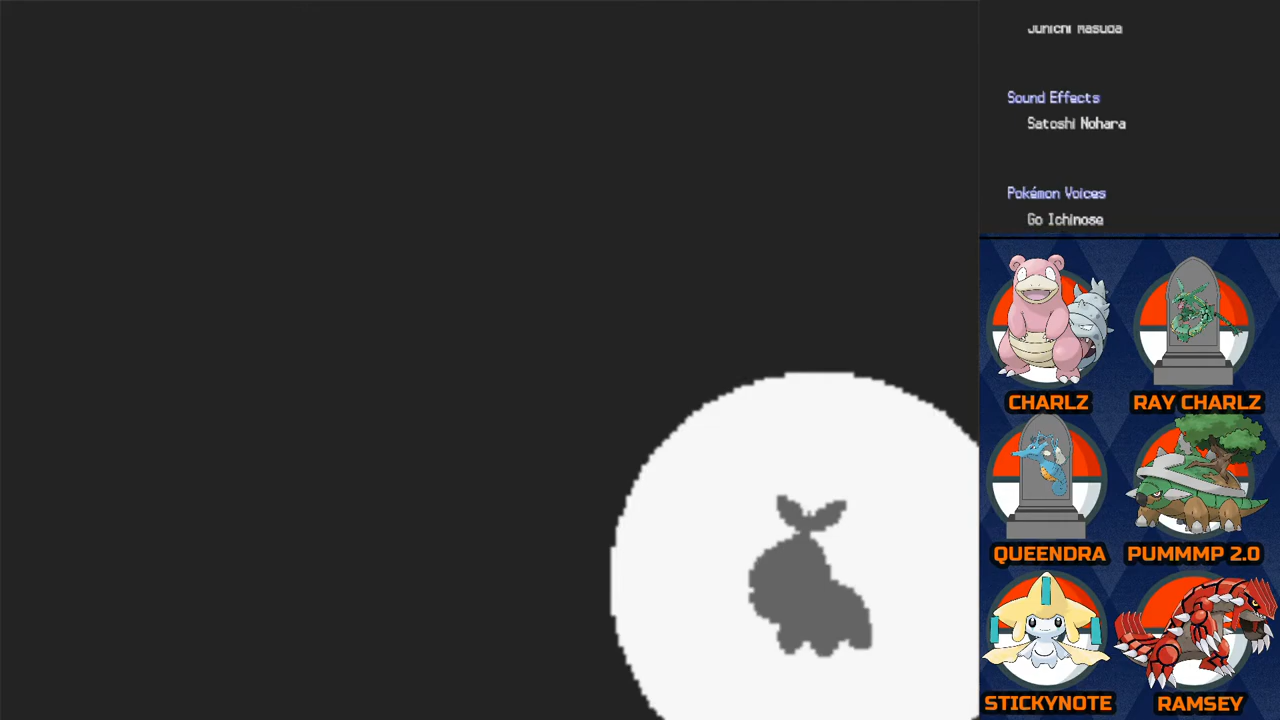 Junichi Masuda
Sound Effects
Satoshi Nohara
Pokémon Voices
Go Ichinose
CHARLZ
RAY CHARLZ
QUEENDRA
PUMMMP 2.0
STICKYNOTE
RAMSEY